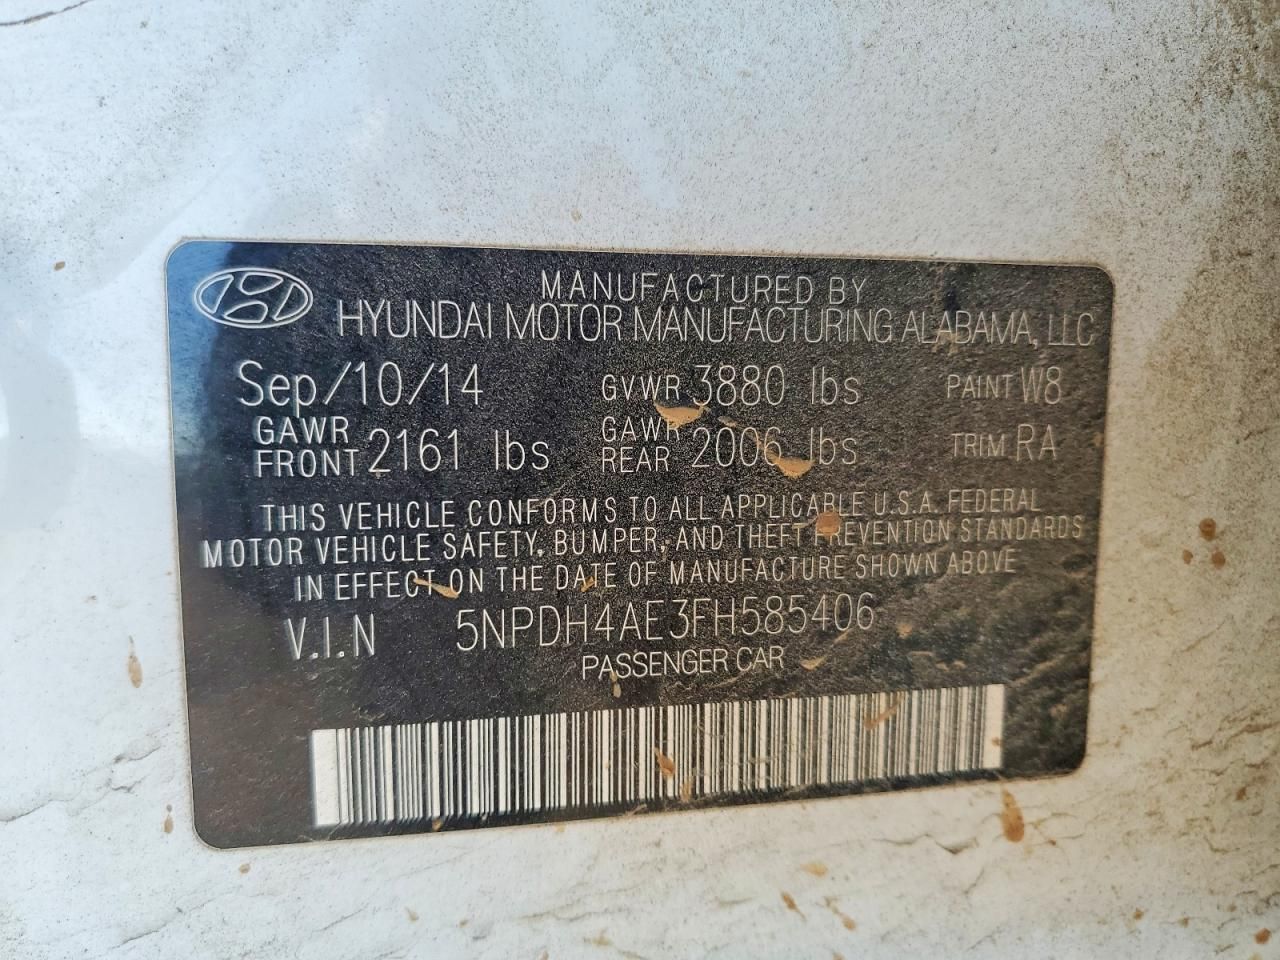 MANUFACTURED BY
HYUNDAI MOTOR MANUFACTURING ALABAMA, LLC
Sep/10/14 GVWR 3880 lbs PAINT W8
GAWR FRONT 2161 lbs GAWR REAR 2006 lbs TRIM RA
THIS VEHICLE CONFORMS TO ALL APPLICABLE U.S.A. FEDERAL
MOTOR VEHICLE SAFETY, BUMPER, AND THEFT PREVENTION STANDARDS
IN EFFECT ON THE DATE OF MANUFACTURE SHOWN ABOVE
V.I.N 5NPDH4AE3FH585406
PASSENGER CAR